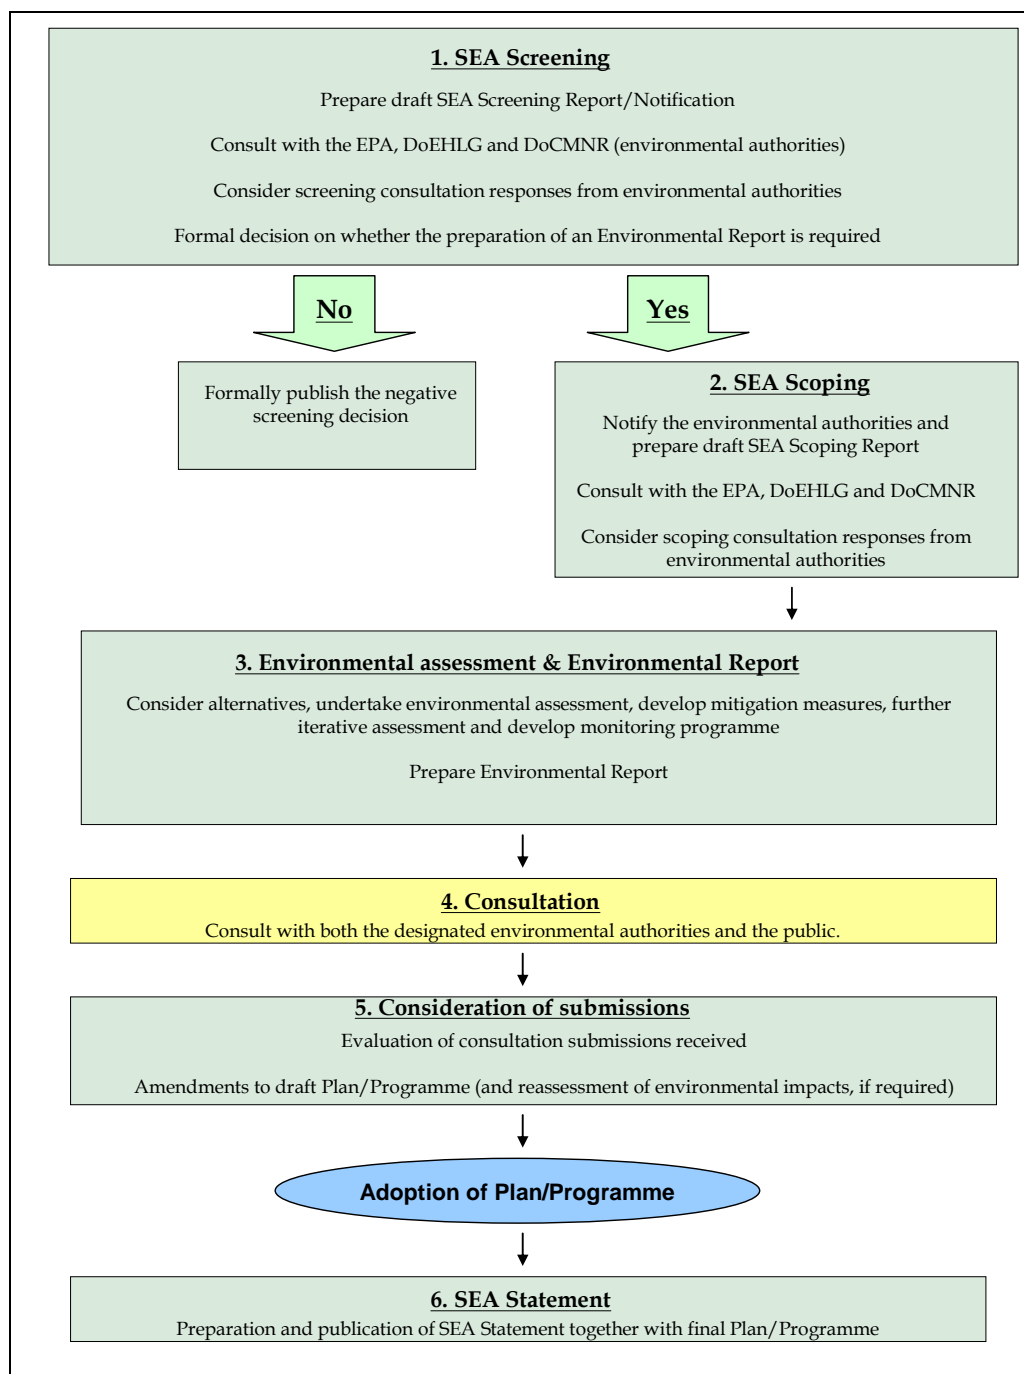 1. SEA Screening
Prepare draft SEA Screening Report/Notification
Consult with the EPA, DoEHLG and DoCMNR (environmental authorities)
Consider screening consultation responses from environmental authorities
Formal decision on whether the preparation of an Environmental Report is required
No
Yes
Formally publish the negative
screening decision
2. SEA Scoping
Notify the environmental authorities and
prepare draft SEA Scoping Report
Consult with the EPA, DoEHLG and DoCMNR
Consider scoping consultation responses from
environmental authorities
3. Environmental assessment & Environmental Report
Consider alternatives, undertake environmental assessment, develop mitigation measures, further
iterative assessment and develop monitoring programme
Prepare Environmental Report
4. Consultation
Consult with both the designated environmental authorities and the public.
5. Consideration of submissions
Evaluation of consultation submissions received
Amendments to draft Plan/Programme (and reassessment of environmental impacts, if required)
Adoption of Plan/Programme
6. SEA Statement
Preparation and publication of SEA Statement together with final Plan/Programme